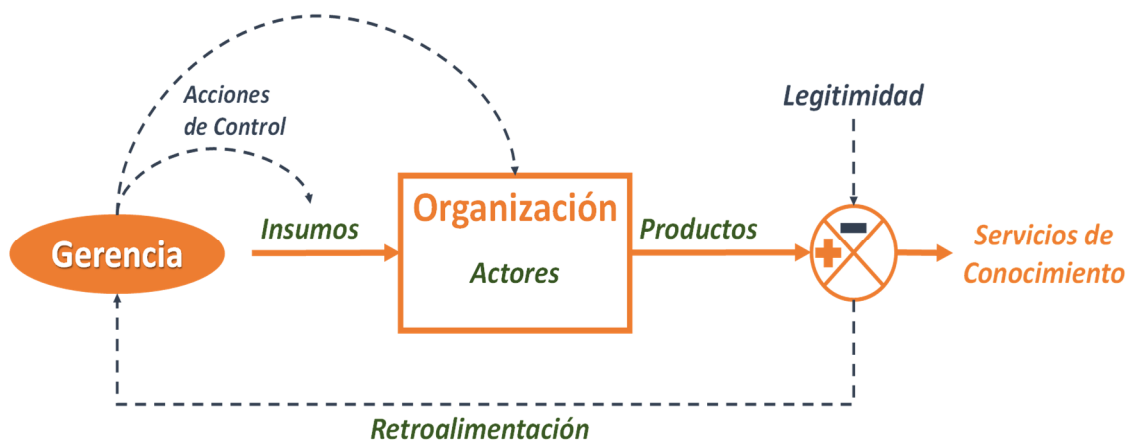 Acciones
de Control
Legitimidad
Gerencia
Insumos
Organización
Actores
Productos
Servicios de
Conocimiento
Retroalimentación